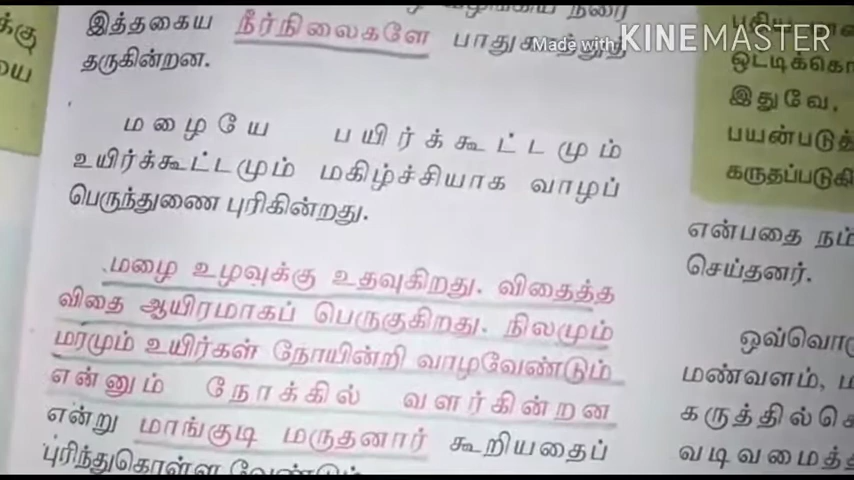 இத்தகைய நீர்நிலைகளே பாதுகாத்துத்
தருகின்றன.
மழையே பயிர்க்கூட்டமும்
உயிர்க்கூட்டமும் மகிழ்ச்சியாக வாழப்
பெருந்துணை புரிகின்றது.
மழை உழவுக்கு உதவுகிறது. விதைத்த
விதை ஆயிரமாகப் பெருகுகிறது. நிலமும்
மரமும் உயிர்கள் நோயின்றி வாழவேண்டும்
என்னும் நோக்கில் வளர்கின்றன
என்று மாங்குடி மருதனார் கூறியதைப்
புரிந்துகொள்ள வேண்டும்
Made with KINEMASTER
இதுவே,
பயன்படுத்
கருதப்படுகி
என்பதை நம்
செய்தனர்.
ஒவ்வொரு
மண்வளம், ம
கருத்தில்கொ
வடிவமைத்